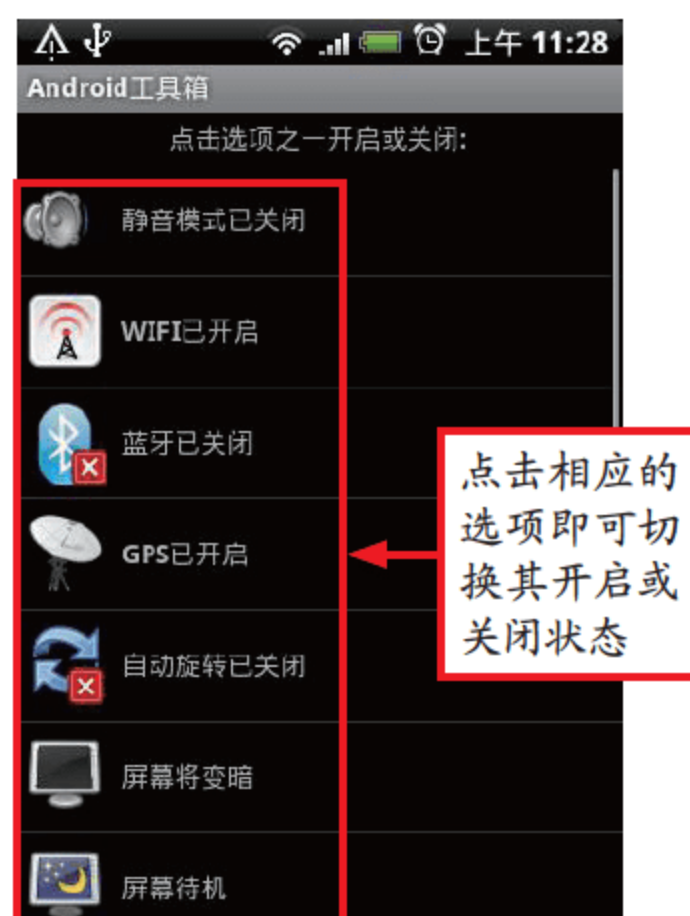 上午 11:28
Android工具箱
点击选项之一开启或关闭:
静音模式已关闭
WIFI已开启
蓝牙已关闭
GPS已开启
自动旋转已关闭
屏幕将变暗
屏幕待机
点击相应的
选项即可切
换其开启或
关闭状态